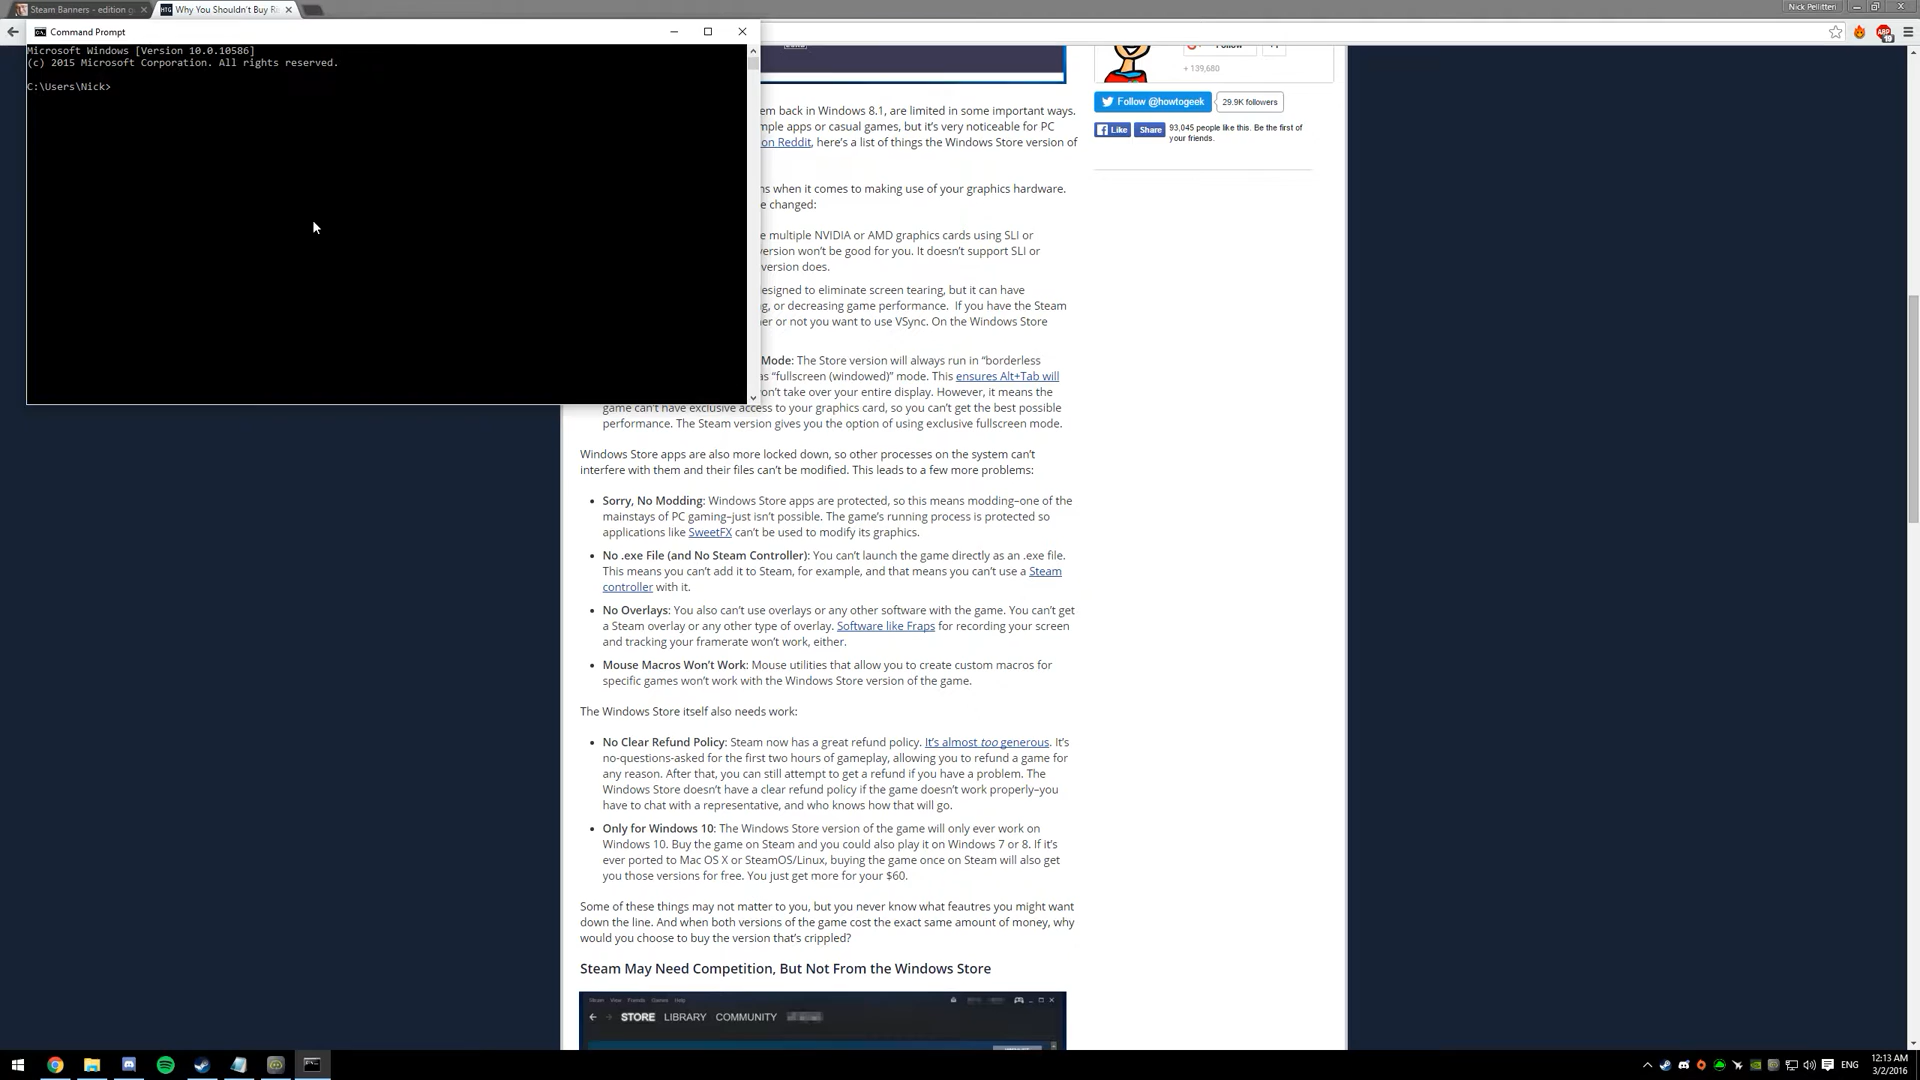 Steam Banners - edition g
Why You Shouldn't Buy R
Nick Pellitteri
Command Prompt
Microsoft Windows [Version 10.0.10586]
(c) 2015 Microsoft Corporation. All rights reserved.
C:\Users\Nick>
Follow
+1
+ 139,680
Follow @howtogeek
29.9K followers
Like
Share
93,045 people like this. Be the first of
your friends.
em back in Windows 8.1, are limited in some important ways.
mple apps or casual games, but it's very noticeable for PC
on Reddit, here's a list of things the Windows Store version of
ns when it comes to making use of your graphics hardware.
e changed:
e multiple NVIDIA or AMD graphics cards using SLI or
version won't be good for you. It doesn't support SLI or
version does.
esigned to eliminate screen tearing, but it can have
g, or decreasing game performance. If you have the Steam
er or not you want to use VSync. On the Windows Store
Mode: The Store version will always run in "borderless
as "fullscreen (windowed)" mode. This ensures Alt+Tab will
on't take over your entire display. However, it means the
game can't have exclusive access to your graphics card, so you can't get the best possible
performance. The Steam version gives you the option of using exclusive fullscreen mode.
Windows Store apps are also more locked down, so other processes on the system can't
interfere with them and their files can't be modified. This leads to a few more problems:
• Sorry, No Modding: Windows Store apps are protected, so this means modding–one of the
mainstays of PC gaming–just isn't possible. The game's running process is protected so
applications like SweetFX can't be used to modify its graphics.
• No .exe File (and No Steam Controller): You can't launch the game directly as an .exe file.
This means you can't add it to Steam, for example, and that means you can't use a Steam
controller with it.
• No Overlays: You also can't use overlays or any other software with the game. You can't get
a Steam overlay or any other type of overlay. Software like Fraps for recording your screen
and tracking your framerate won't work, either.
• Mouse Macros Won't Work: Mouse utilities that allow you to create custom macros for
specific games won't work with the Windows Store version of the game.
The Windows Store itself also needs work:
• No Clear Refund Policy: Steam now has a great refund policy. It's almost too generous. It's
no-questions-asked for the first two hours of gameplay, allowing you to refund a game for
any reason. After that, you can still attempt to get a refund if you have a problem. The
Windows Store doesn't have a clear refund policy if the game doesn't work properly–you
have to chat with a representative, and who knows how that will go.
• Only for Windows 10: The Windows Store version of the game will only ever work on
Windows 10. Buy the game on Steam and you could also play it on Windows 7 or 8. If it's
ever ported to Mac OS X or SteamOS/Linux, buying the game once on Steam will also get
you those versions for free. You just get more for your $60.
Some of these things may not matter to you, but you never know what feautres you might want
down the line. And when both versions of the game cost the exact same amount of money, why
would you choose to buy the version that's crippled?
Steam May Need Competition, But Not From the Windows Store
Steam View Friends Games Help
STORE LIBRARY COMMUNITY
ENG
12:13 AM
3/2/2016